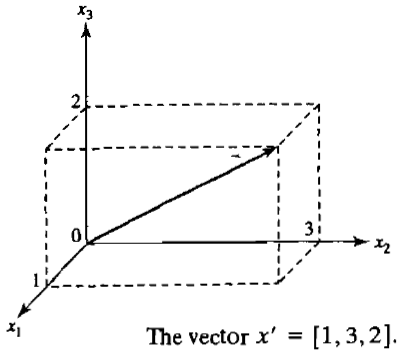 x₃
2
0
3
x₂
1
x₁
The vector x′ = [1, 3, 2].